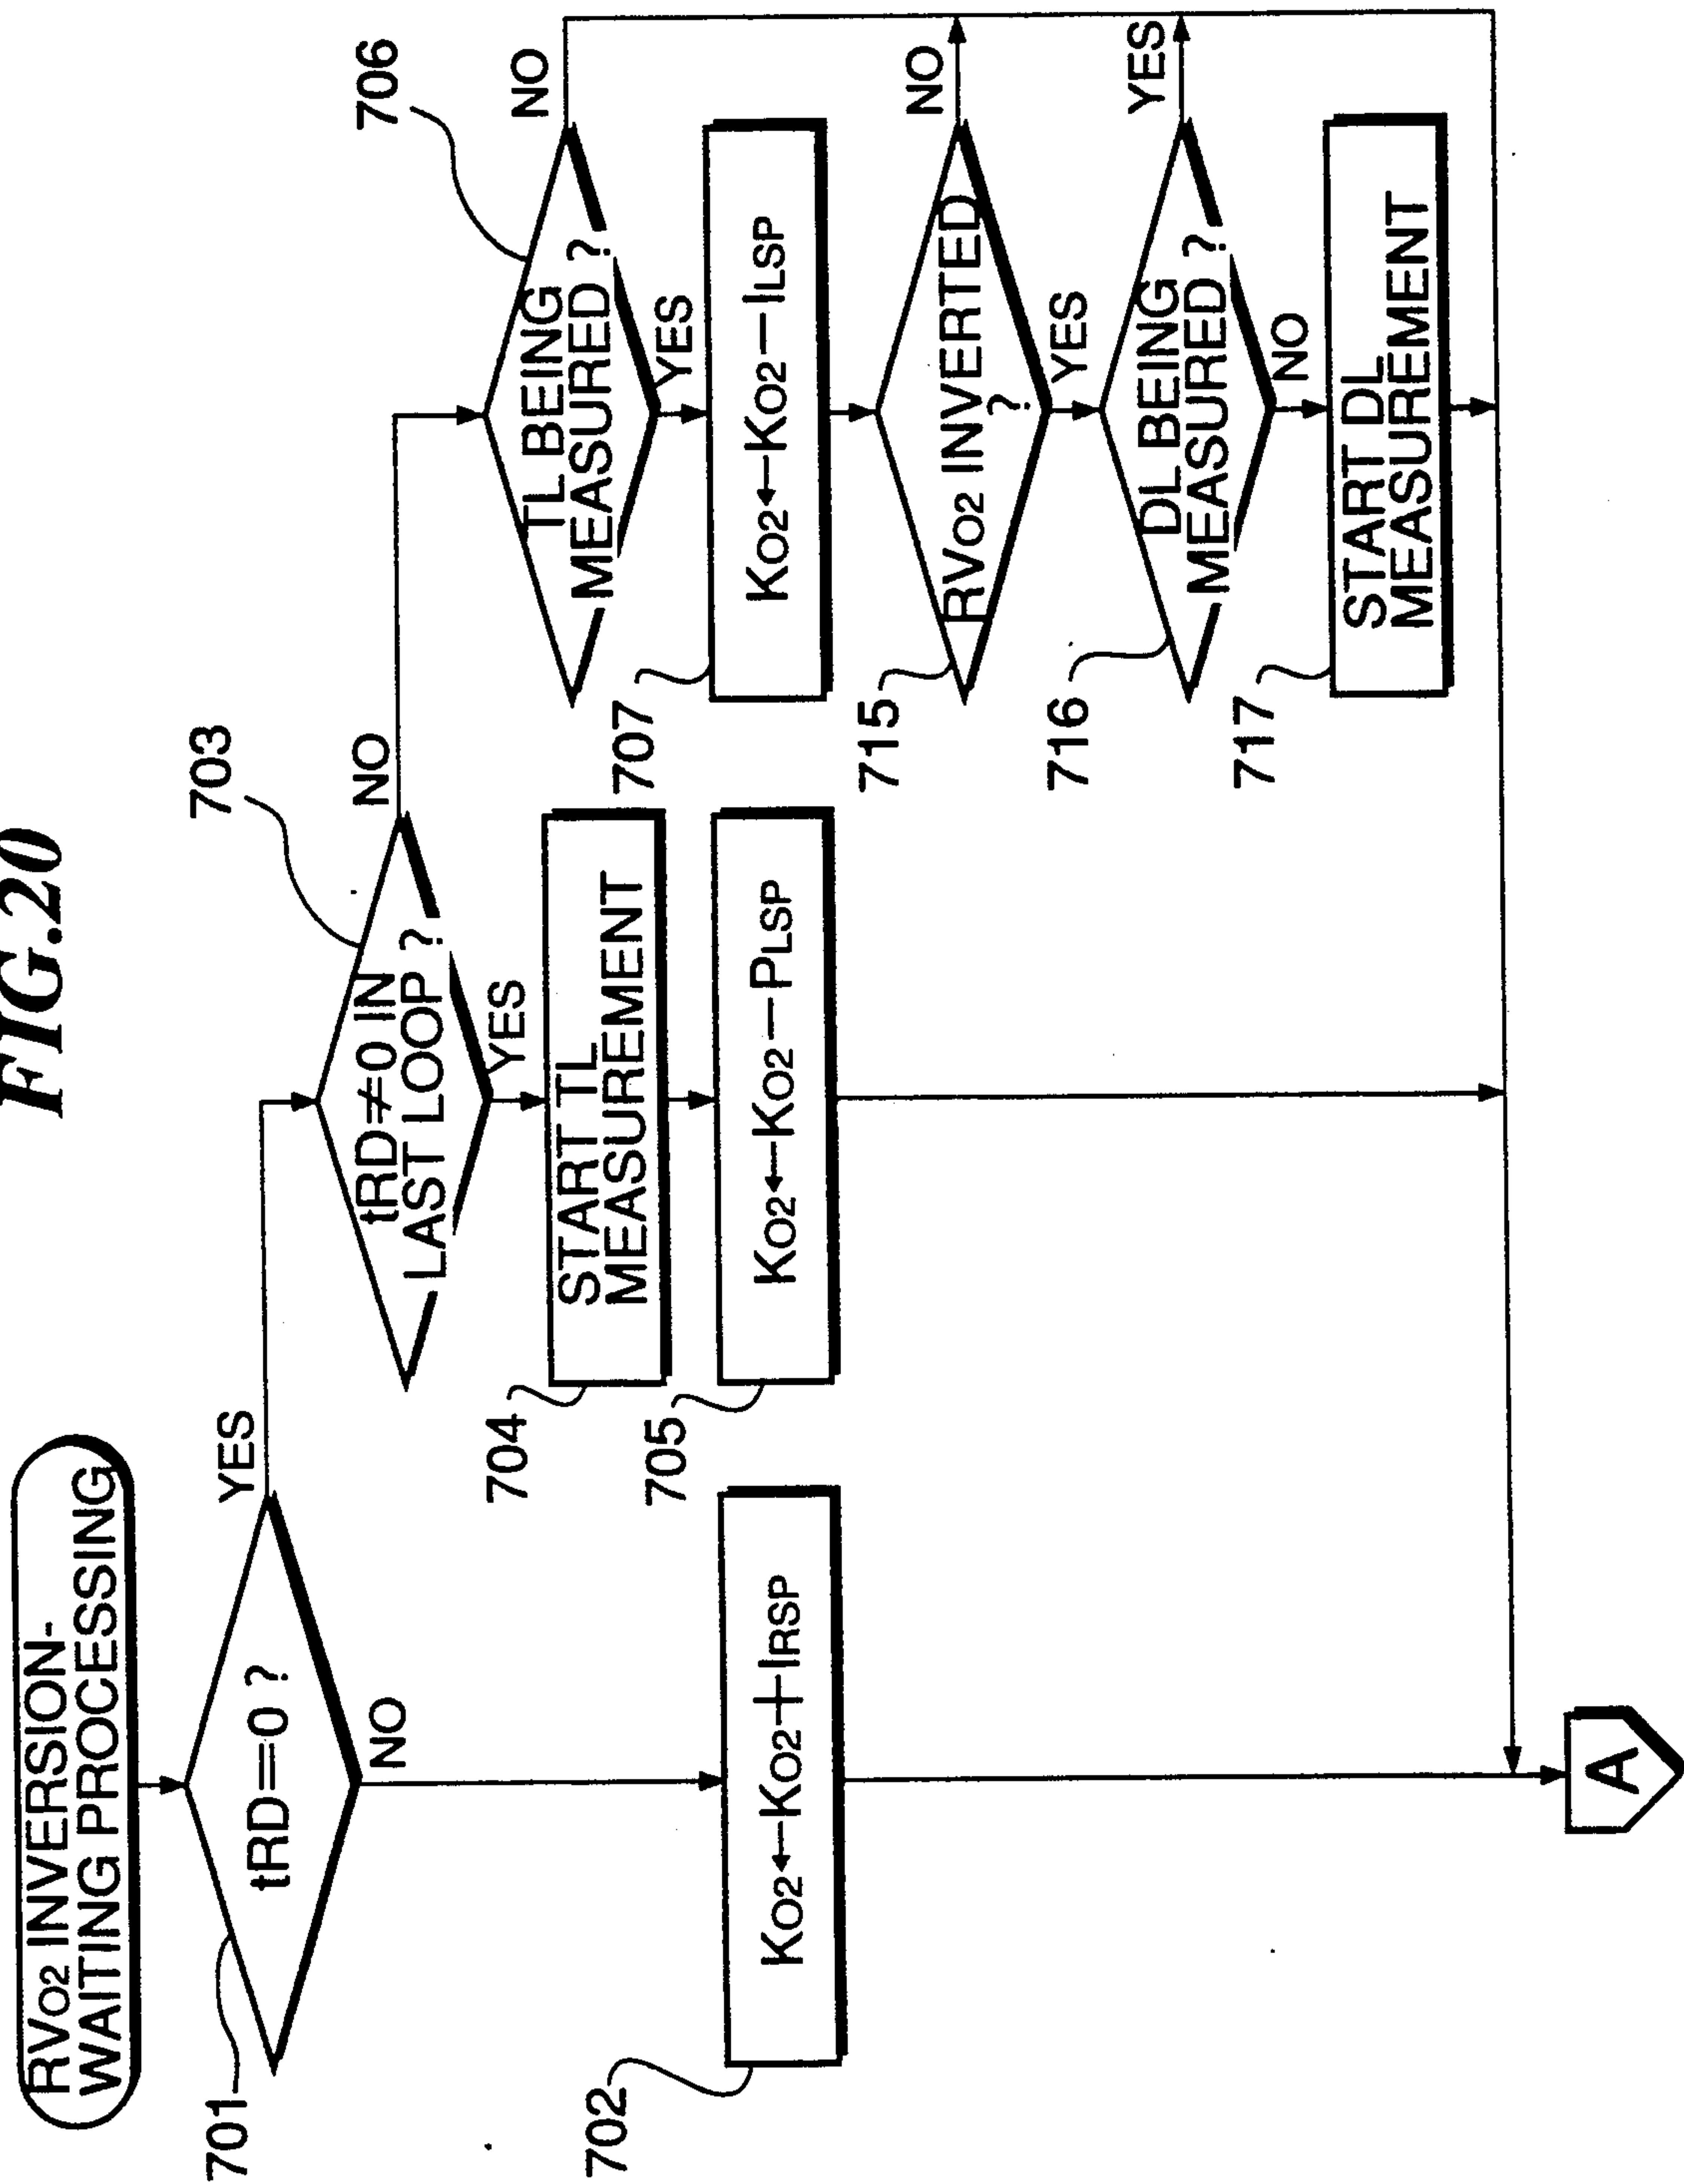 FIG.20
RVO2 INVERSION-
WAITING PROCESSING
701
tRD=0 ?
YES
NO
702
KO2←KO2+IRSP
703
tRD≠0 IN
LAST LOOP ?
NO
YES
704
START TL
MEASUREMENT
705
KO2←KO2−PLSP
706
TL BEING
MEASURED ?
NO
YES
707
KO2←KO2−ILSP
715
RVO2 INVERTED
?
NO
YES
716
DL BEING
MEASURED ?
YES
NO
717
START DL
MEASUREMENT
A